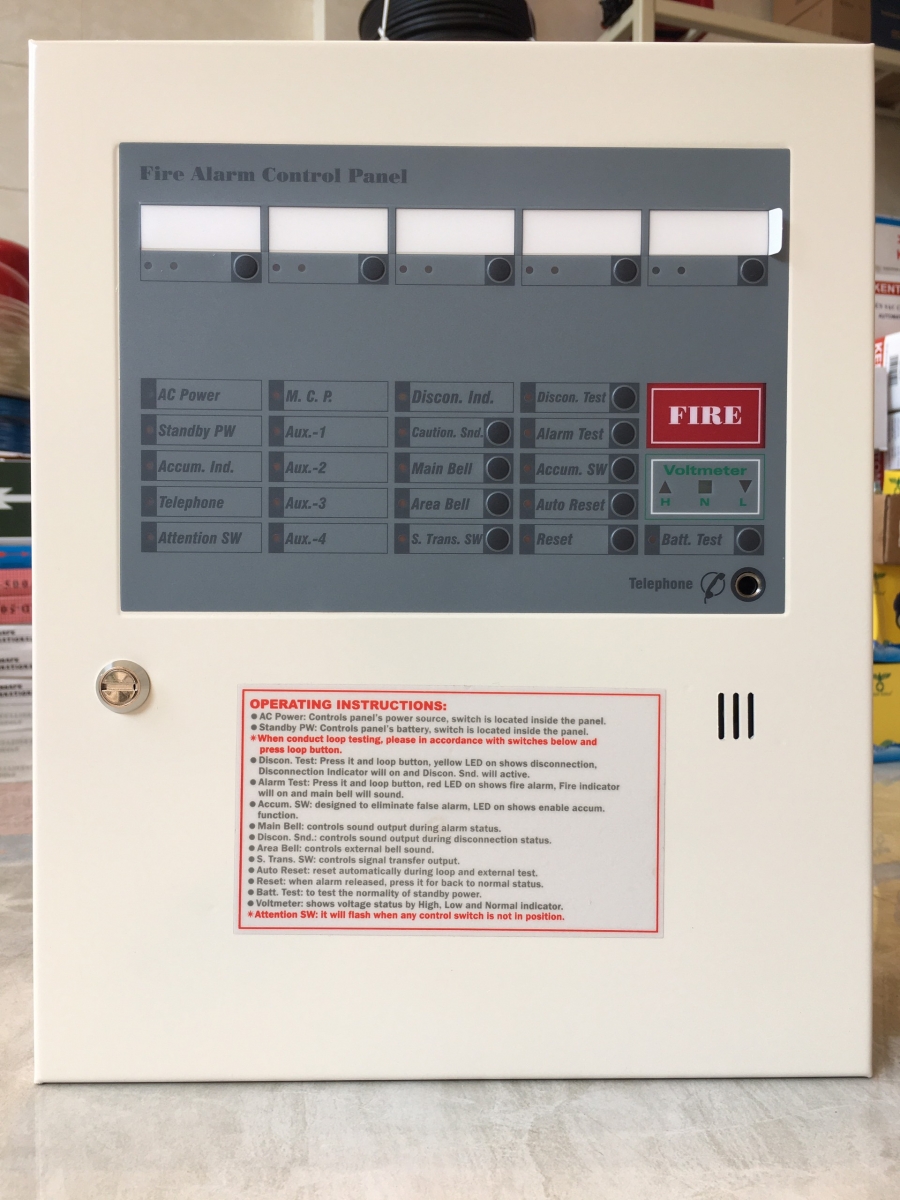 Fire Alarm Control Panel
AC Power
M. C. P.
Discon. Ind.
Discon. Test
FIRE
Standby PW
Aux.-1
Caution. Snd.
Alarm Test
Accum. Ind.
Aux.-2
Main Bell
Accum. SW
Voltmeter
H N L
Telephone
Aux.-3
Area Bell
Auto Reset
Attention SW
Aux.-4
S. Trans. SW
Reset
Batt. Test
Telephone
OPERATING INSTRUCTIONS:
● AC Power: Controls panel's power source, switch is located inside the panel.
● Standby PW: Controls panel's battery, switch is located inside the panel.
*When conduct loop testing, please in accordance with switches below and
press loop button.
● Discon. Test: Press it and loop button, yellow LED on shows disconnection,
Disconnection Indicator will on and Discon. Snd. will active.
● Alarm Test: Press it and loop button, red LED on shows fire alarm, Fire indicator
will on and main bell will sound.
● Accum. SW: designed to eliminate false alarm, LED on shows enable accum.
function.
● Main Bell: controls sound output during alarm status.
● Discon. Snd.: controls sound output during disconnection status.
● Area Bell: controls external bell sound.
● S. Trans. SW: controls signal transfer output.
● Auto Reset: reset automatically during loop and external test.
● Reset: when alarm released, press it for back to normal status.
● Batt. Test: to test the normality of standby power.
● Voltmeter: shows voltage status by High, Low and Normal indicator.
*Attention SW: it will flash when any control switch is not in position.